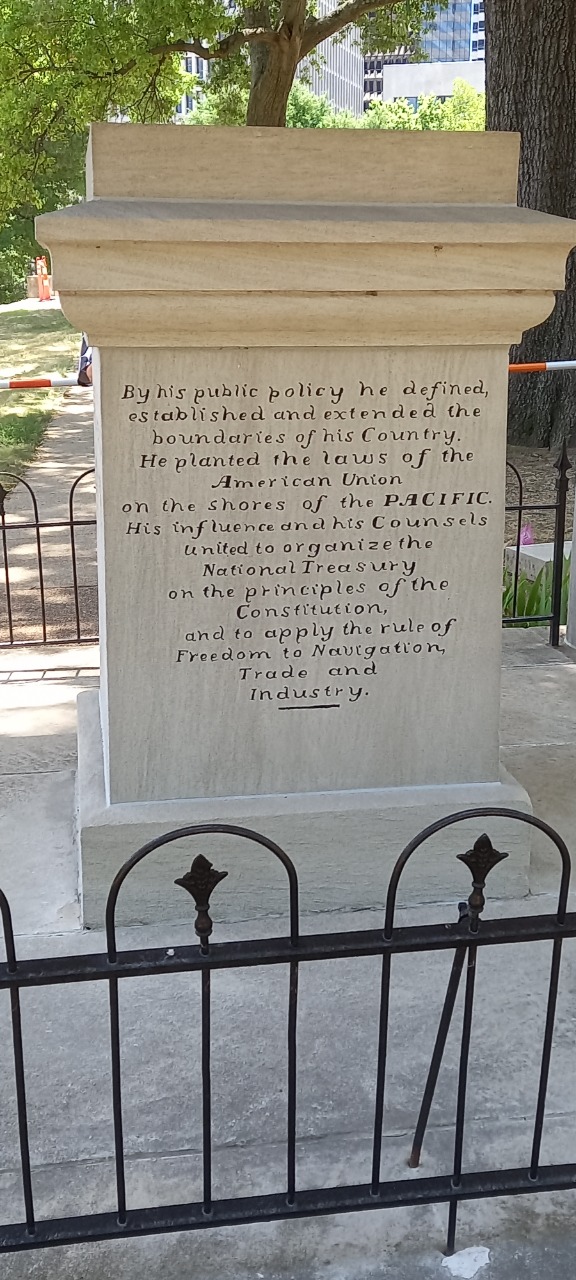 By his public policy he defined,
established and extended the
boundaries of his Country.
He planted the laws of the
American Union
on the shores of the PACIFIC.
His influence and his Counsels
united to organize the
National Treasury
on the principles of the
Constitution,
and to apply the rule of
Freedom to Navigation,
Trade and
Industry.